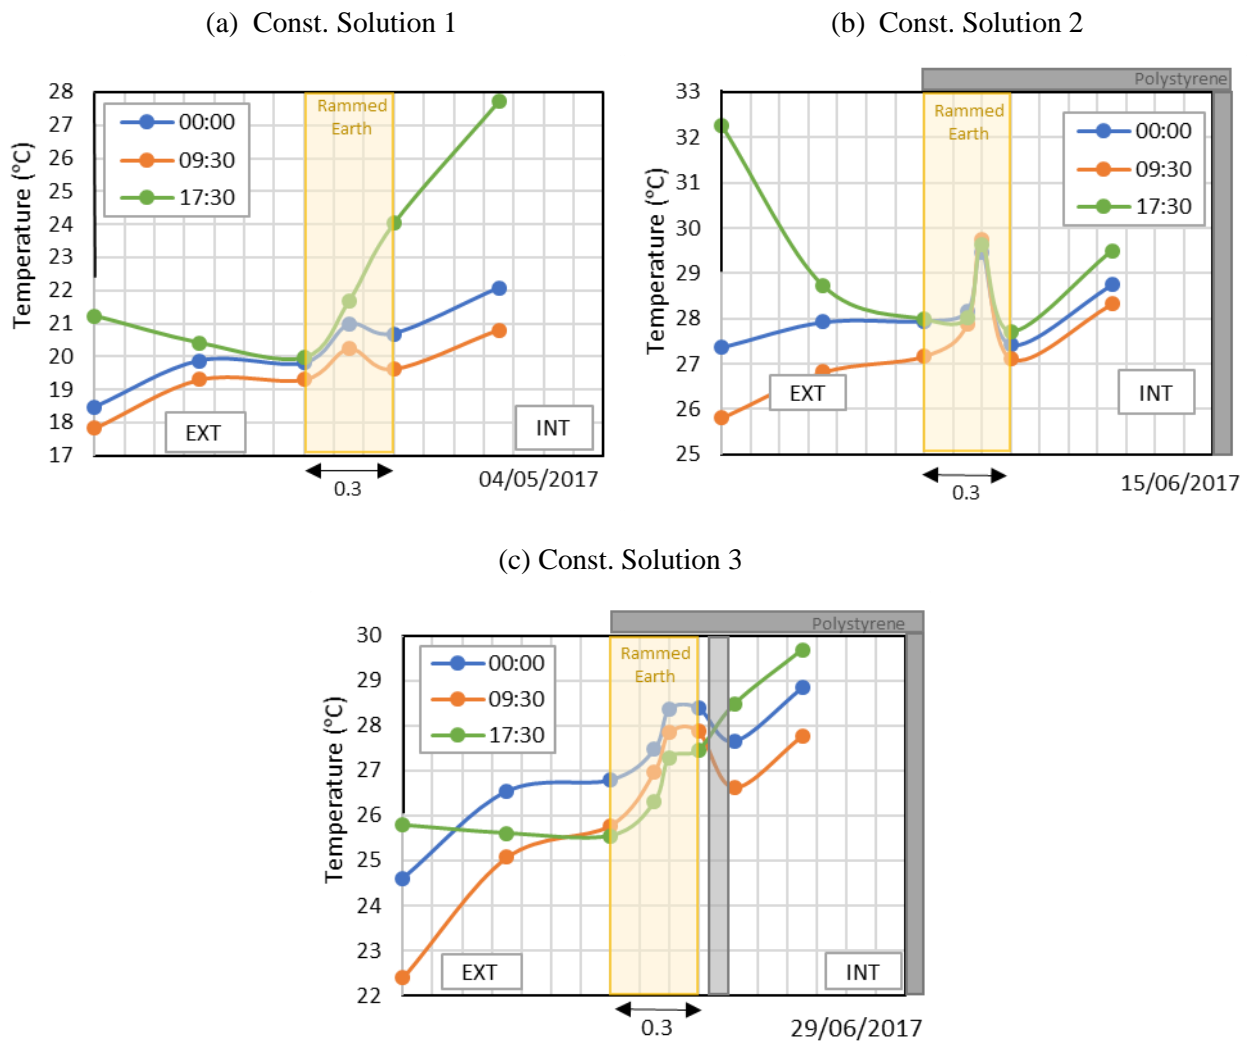 (a) Const. Solution 1
Temperature (°C)
28
27
26
25
24
23
22
21
20
19
18
17
00:00
09:30
17:30
Rammed
Earth
EXT
INT
0.3
04/05/2017
(b) Const. Solution 2
Polystyrene
Temperature (°C)
33
32
31
30
29
28
27
26
25
Rammed
Earth
00:00
09:30
17:30
EXT
INT
0.3
15/06/2017
(c) Const. Solution 3
Polystyrene
Temperature (°C)
30
29
28
27
26
25
24
23
22
00:00
09:30
17:30
Rammed
Earth
EXT
INT
0.3
29/06/2017